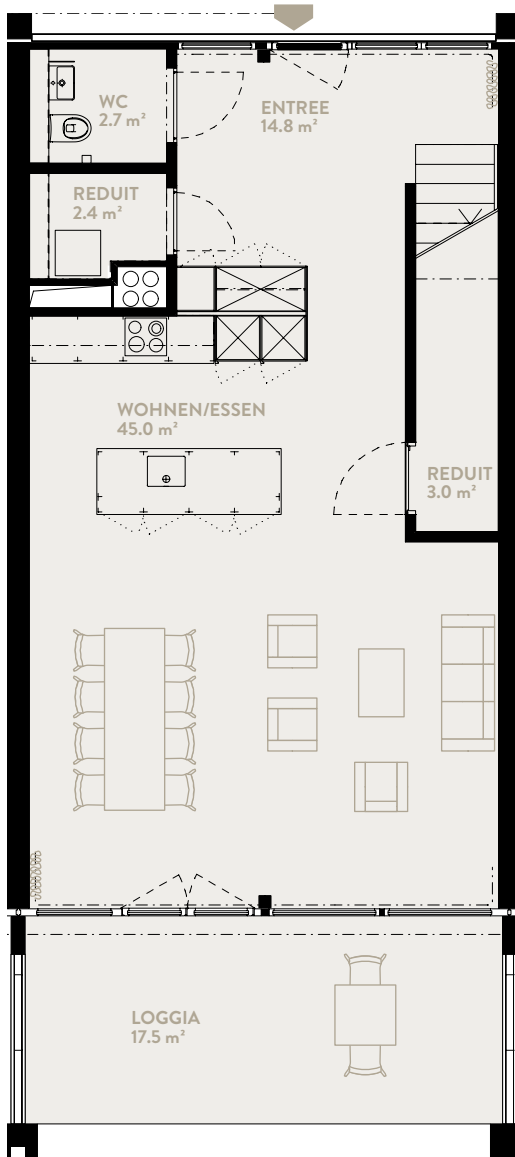 WC
2.7 m²
ENTREE
14.8 m²
REDUIT
2.4 m²
WOHNEN/ESSEN
45.0 m²
REDUIT
3.0 m²
LOGGIA
17.5 m²